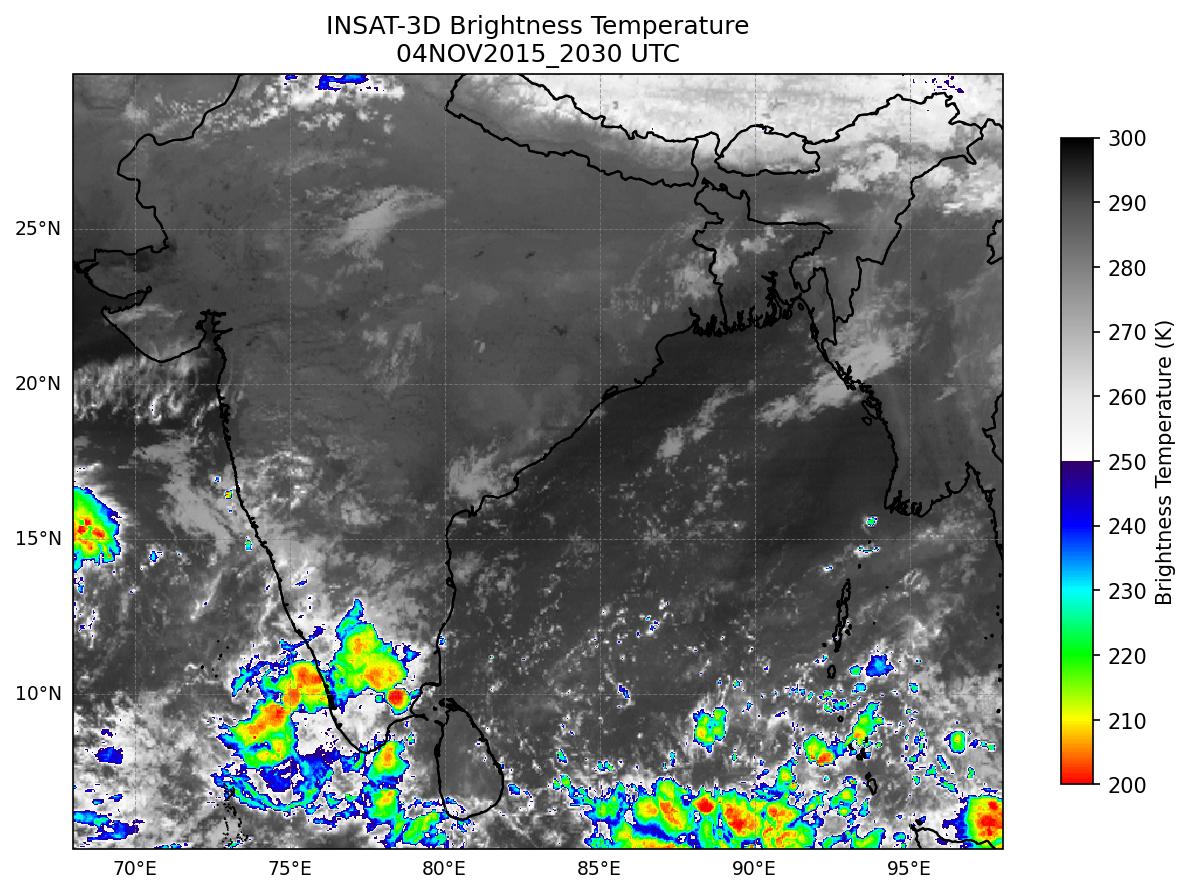 INSAT-3D Brightness Temperature
04NOV2015_2030 UTC
25°N
20°N
15°N
10°N
70°E
75°E
80°E
85°E
90°E
95°E
300
290
280
270
260
250
240
230
220
210
200
Brightness Temperature (K)